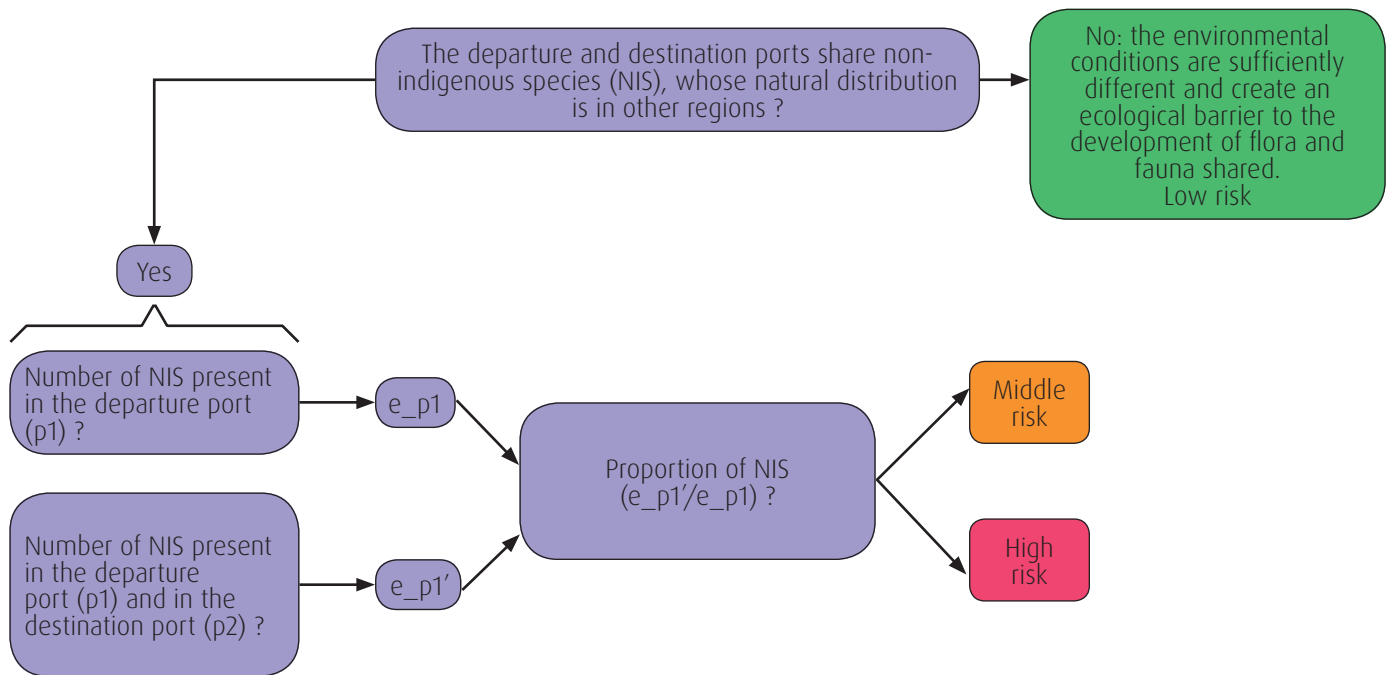 The departure and destination ports share non-
indigenous species (NIS), whose natural distribution
is in other regions ?
No: the environmental
conditions are sufficiently
different and create an
ecological barrier to the
development of flora and
fauna shared.
Low risk
Yes
Number of NIS present
in the departure port
(p1) ?
e_p1
Number of NIS present
in the departure
port (p1) and in the
destination port (p2) ?
e_p1′
Proportion of NIS
(e_p1′/e_p1) ?
Middle
risk
High
risk